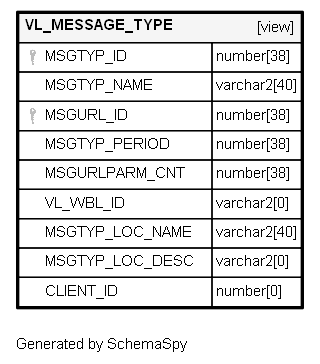 VL_MESSAGE_TYPE [view]
MSGTYP_ID number[38]
MSGTYP_NAME varchar2[40]
MSGURL_ID number[38]
MSGTYP_PERIOD number[38]
MSGURLPARM_CNT number[38]
VL_WBL_ID varchar2[0]
MSGTYP_LOC_NAME varchar2[40]
MSGTYP_LOC_DESC varchar2[0]
CLIENT_ID number[0]
Generated by SchemaSpy